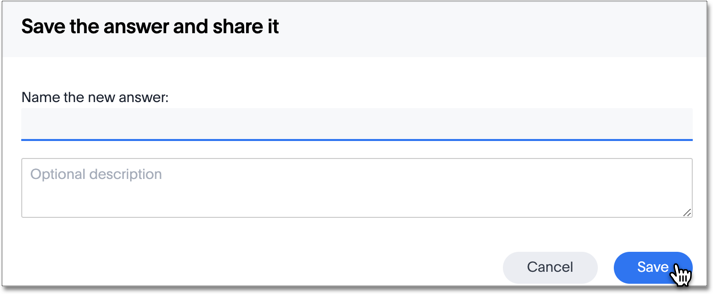 Save the answer and share it
Name the new answer:
Optional description
Cancel
Save